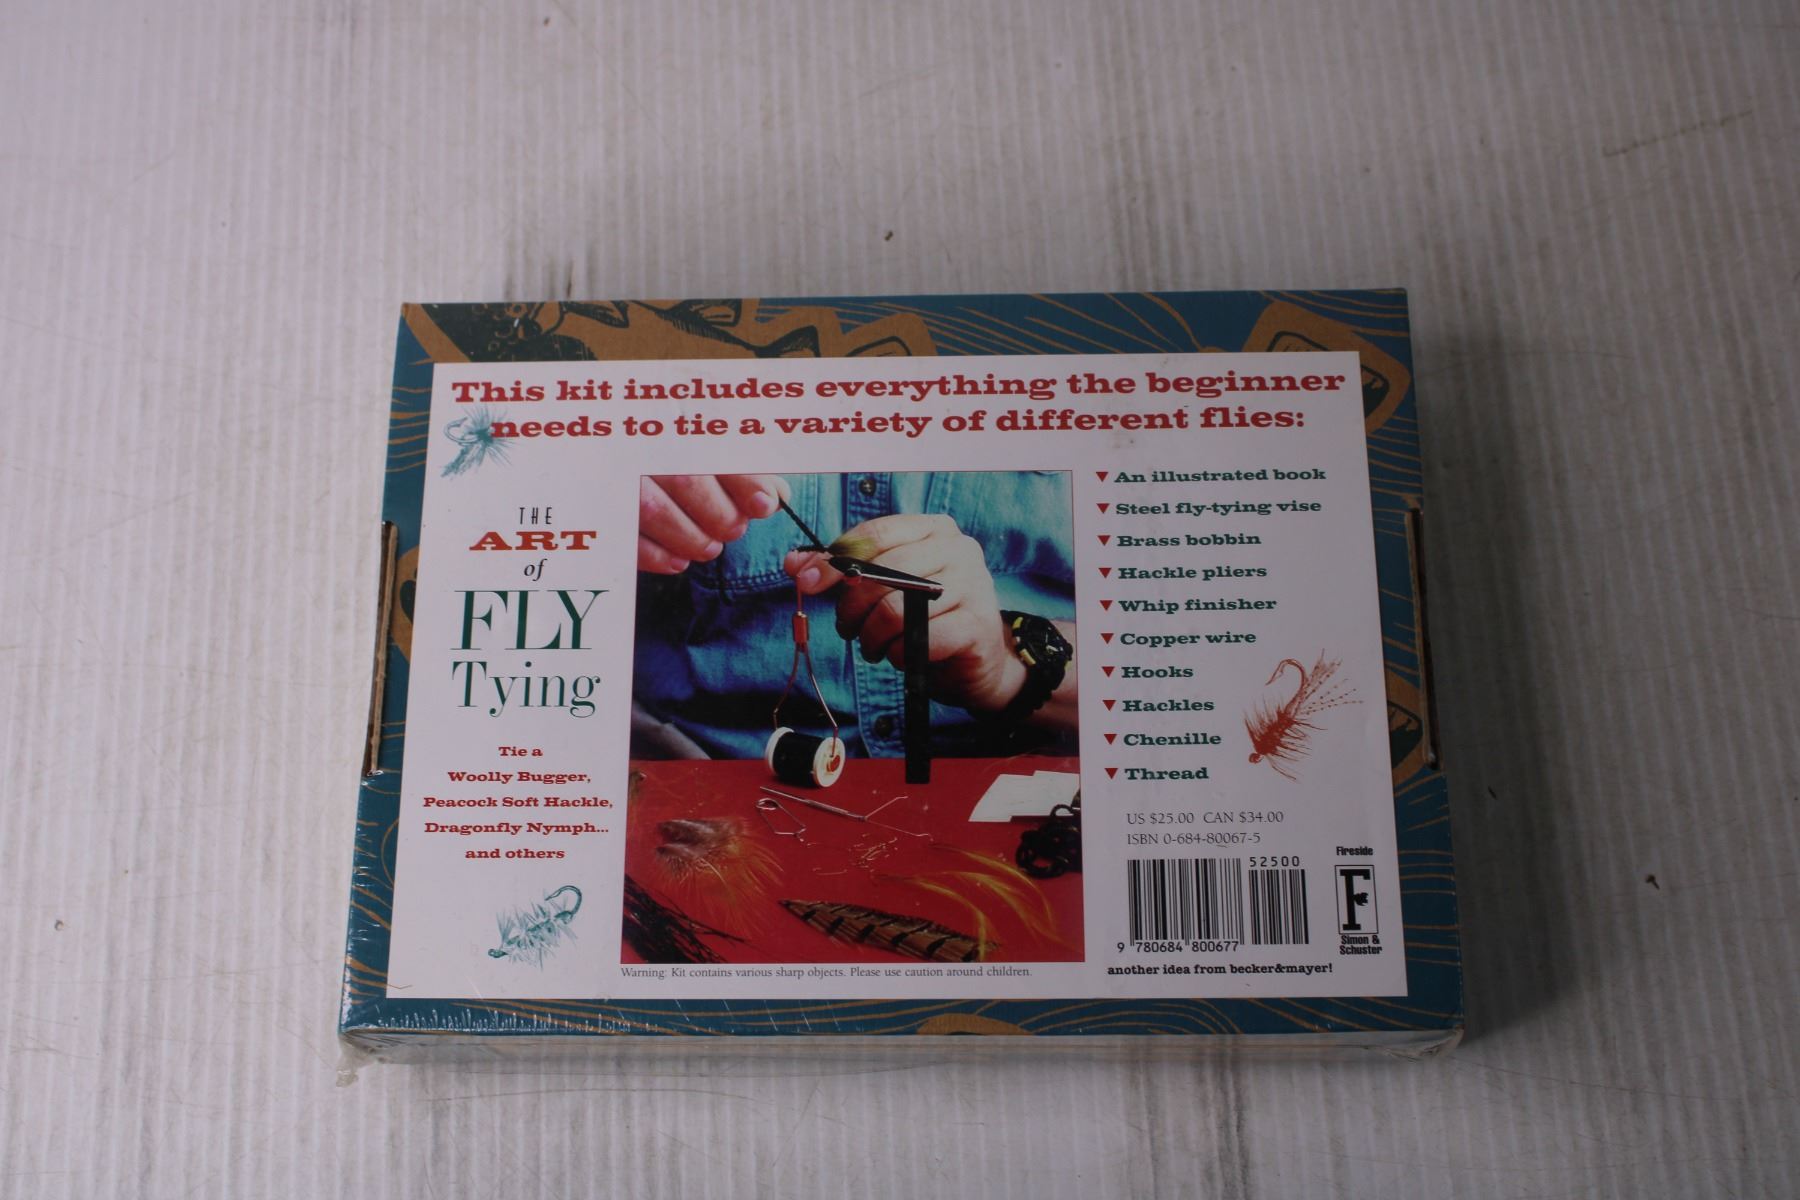 This kit includes everything the beginner
needs to tie a variety of different flies:
THE
ART
of
FLY
Tying
Tie a
Woolly Bugger,
Peacock Soft Hackle,
Dragonfly Nymph...
and others
An illustrated book
Steel fly-tying vise
Brass bobbin
Hackle pliers
Whip finisher
Copper wire
Hooks
Hackles
Chenille
Thread
US $25.00 CAN $34.00
ISBN 0-684-80067-5
52500
9 780684 800677
Fireside
F
Simon &
Schuster
another idea from becker&mayer!
Warning: Kit contains various sharp objects. Please use caution around children.